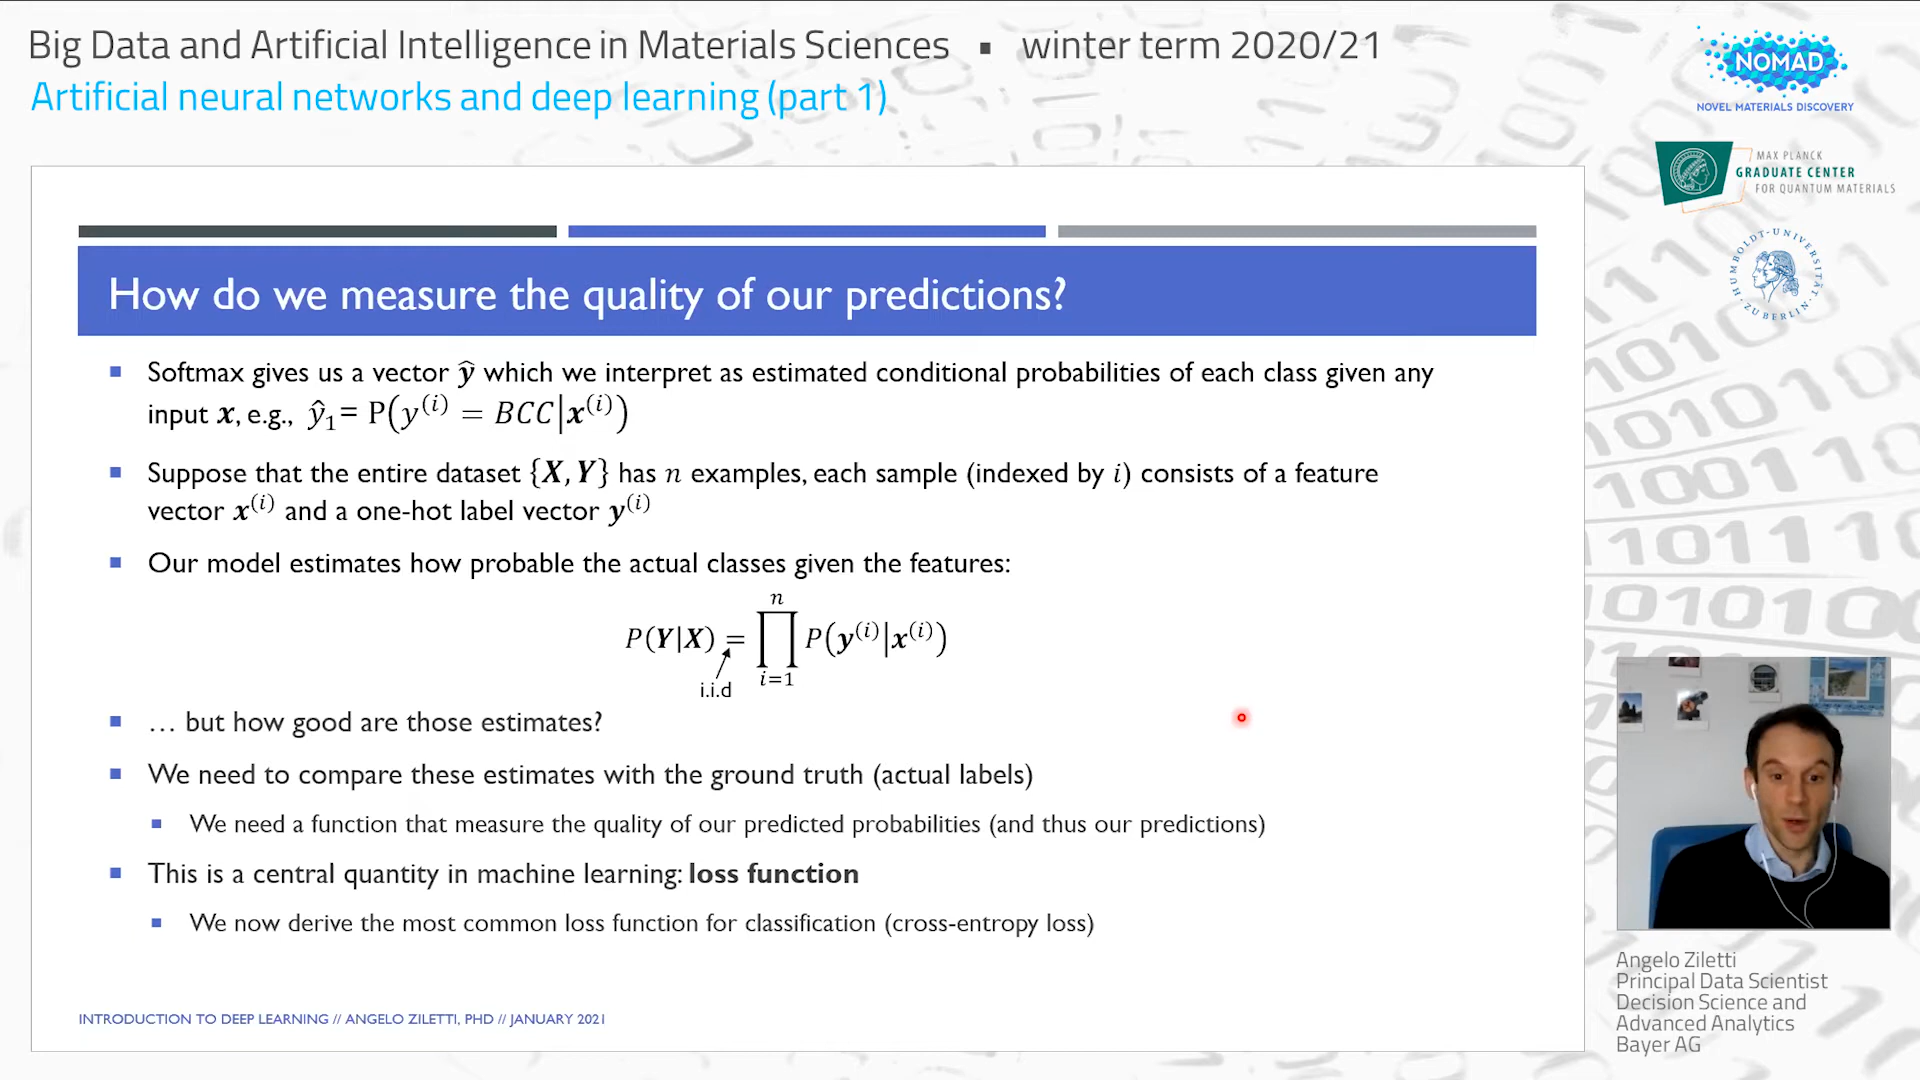 Big Data and Artificial Intelligence in Materials Sciences ▪ winter term 2020/21
Artificial neural networks and deep learning (part 1)
NOMAD
NOVEL MATERIALS DISCOVERY
MAX PLANCK
GRADUATE CENTER
FOR QUANTUM MATERIALS
HUMBOLDT-UNIVERSITÄT
ZU BERLIN
How do we measure the quality of our predictions?
▪ Softmax gives us a vector ŷ which we interpret as estimated conditional probabilities of each class given any
input x, e.g., ŷ₁= P(y⁽ⁱ⁾ = BCC|x⁽ⁱ⁾)
▪ Suppose that the entire dataset {X, Y} has n examples, each sample (indexed by i) consists of a feature
vector x⁽ⁱ⁾ and a one-hot label vector y⁽ⁱ⁾
▪ Our model estimates how probable the actual classes given the features:
n
P(Y|X) = ∏ P(y⁽ⁱ⁾|x⁽ⁱ⁾)
i.i.d i=1
▪ … but how good are those estimates?
▪ We need to compare these estimates with the ground truth (actual labels)
▪ We need a function that measure the quality of our predicted probabilities (and thus our predictions)
▪ This is a central quantity in machine learning: loss function
▪ We now derive the most common loss function for classification (cross-entropy loss)
INTRODUCTION TO DEEP LEARNING // ANGELO ZILETTI, PHD // JANUARY 2021
Angelo Ziletti
Principal Data Scientist
Decision Science and
Advanced Analytics
Bayer AG